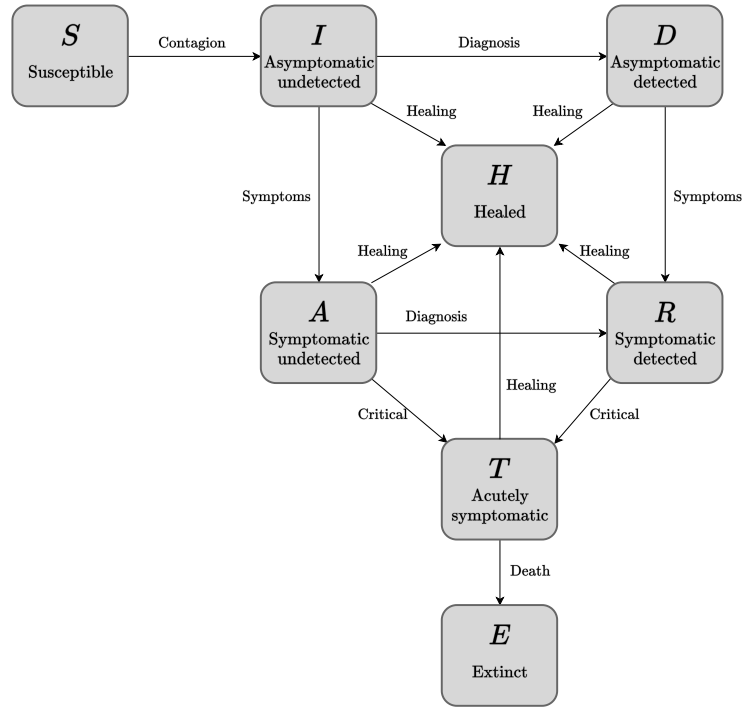 S
Susceptible
Contagion
I
Asymptomatic
undetected
Diagnosis
D
Asymptomatic
detected
Healing
Healing
H
Healed
Symptoms
Symptoms
Healing
Healing
A
Symptomatic
undetected
Diagnosis
R
Symptomatic
detected
Healing
Critical
Critical
T
Acutely
symptomatic
Death
E
Extinct